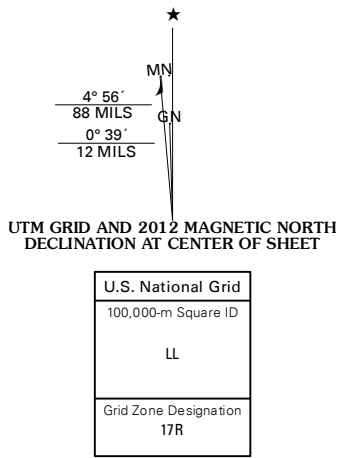 MN
4° 56´
88 MILS
GN
0° 39´
12 MILS
UTM GRID AND 2012 MAGNETIC NORTH
DECLINATION AT CENTER OF SHEET
U.S. National Grid
100,000-m Square ID
LL
Grid Zone Designation
17R